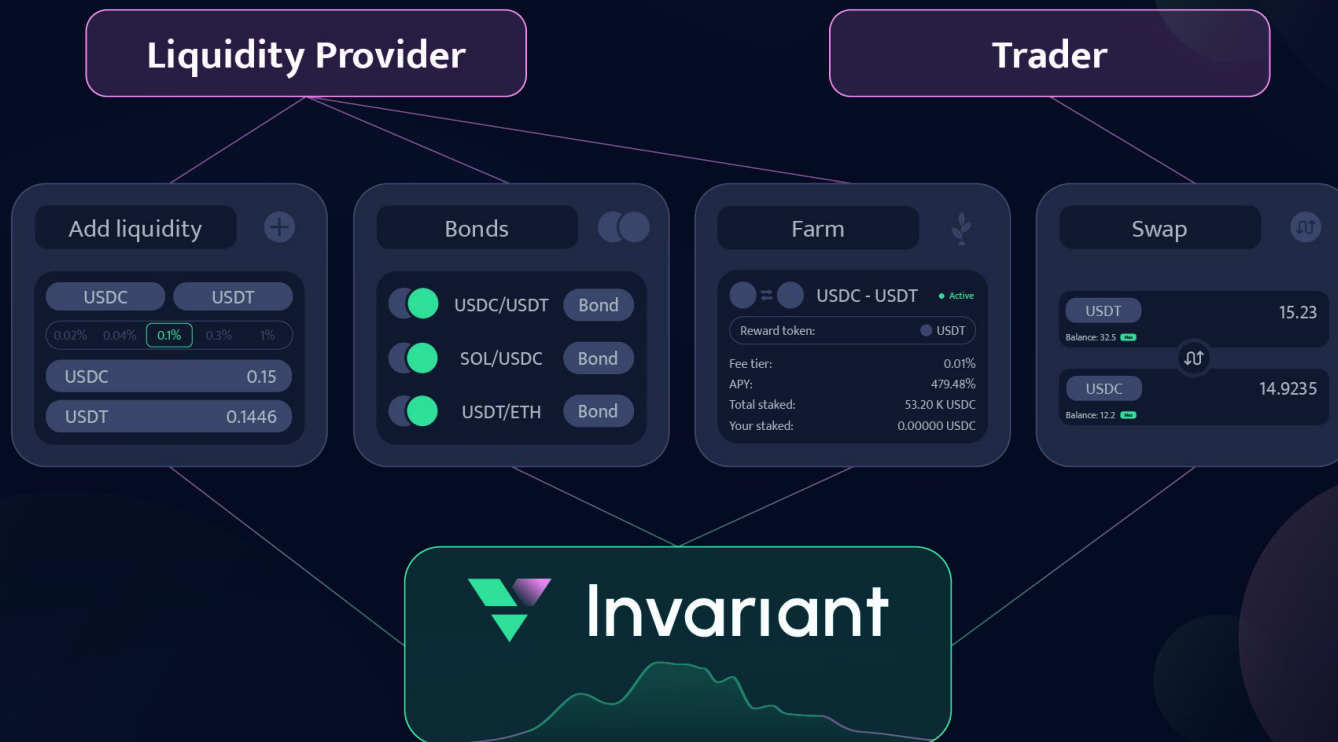 Liquidity Provider
Trader
Add liquidity
USDC USDT
0.02% 0.04% 0.1% 0.3% 1%
USDC 0.15
USDT 0.1446
Bonds
USDC/USDT Bond
SOL/USDC Bond
USDT/ETH Bond
Farm
USDC - USDT • Active
Reward token: USDT
Fee tier: 0.01%
APY: 479.48%
Total staked: 53.20 K USDC
Your staked: 0.00000 USDC
Swap
USDT 15.23
Balance: 32.5 Max
USDC 14.9235
Balance: 12.2 Max
Invariant